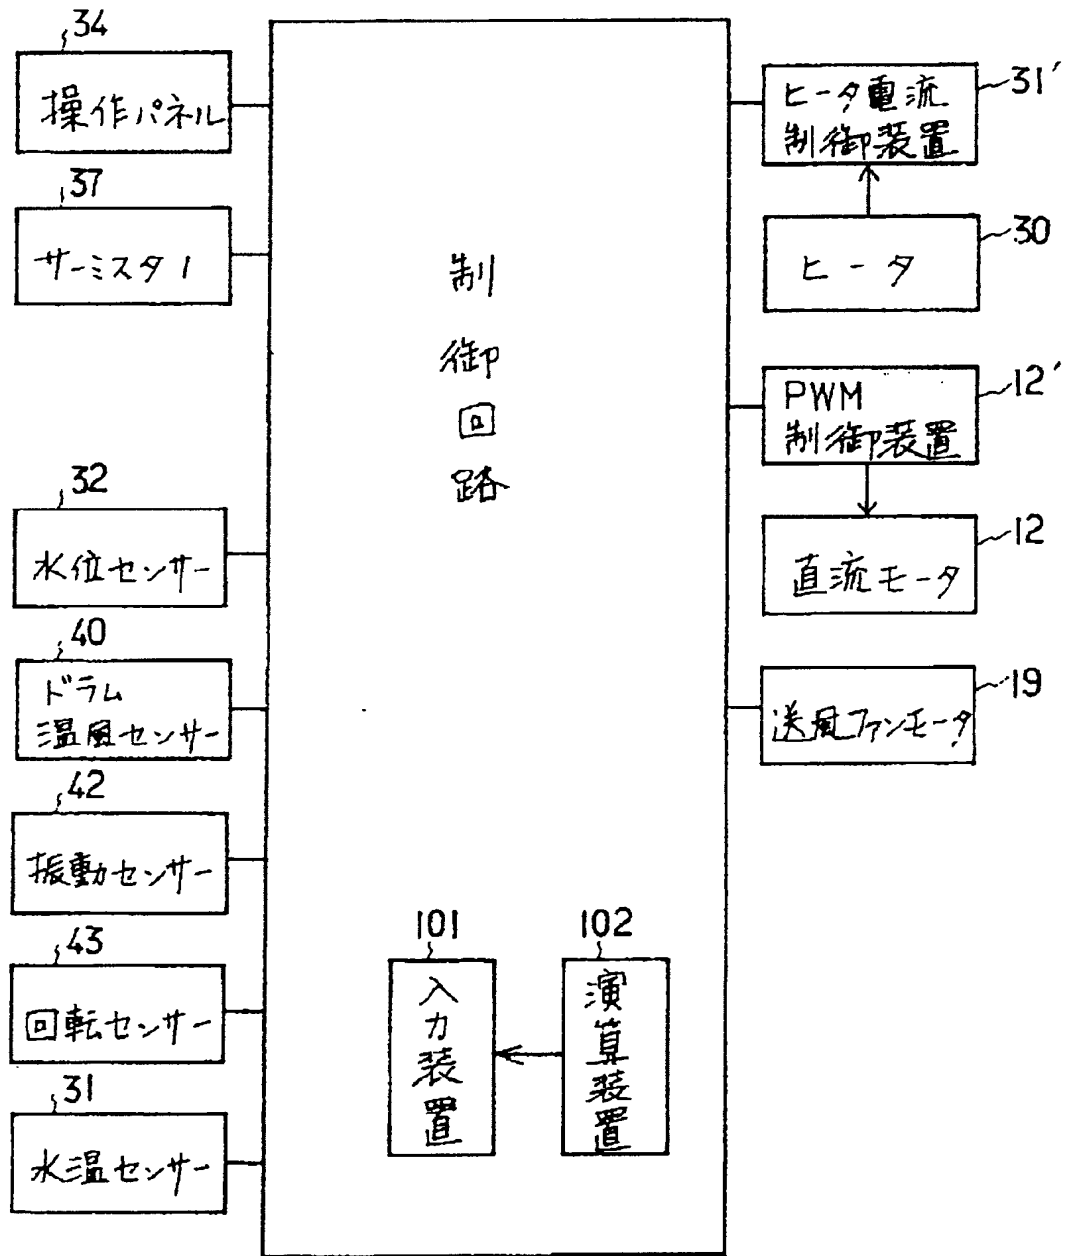 34
操作パネル
37
サーミスタ1
32
水位センサー
40
ドラム
温風センサー
42
振動センサー
43
回転センサー
31
水温センサー
制御回路
101
入力装置
102
演算装置
31'
ヒータ電流
制御装置
30
ヒータ
12'
PWM
制御装置
12
直流モータ
19
送風ファンモータ